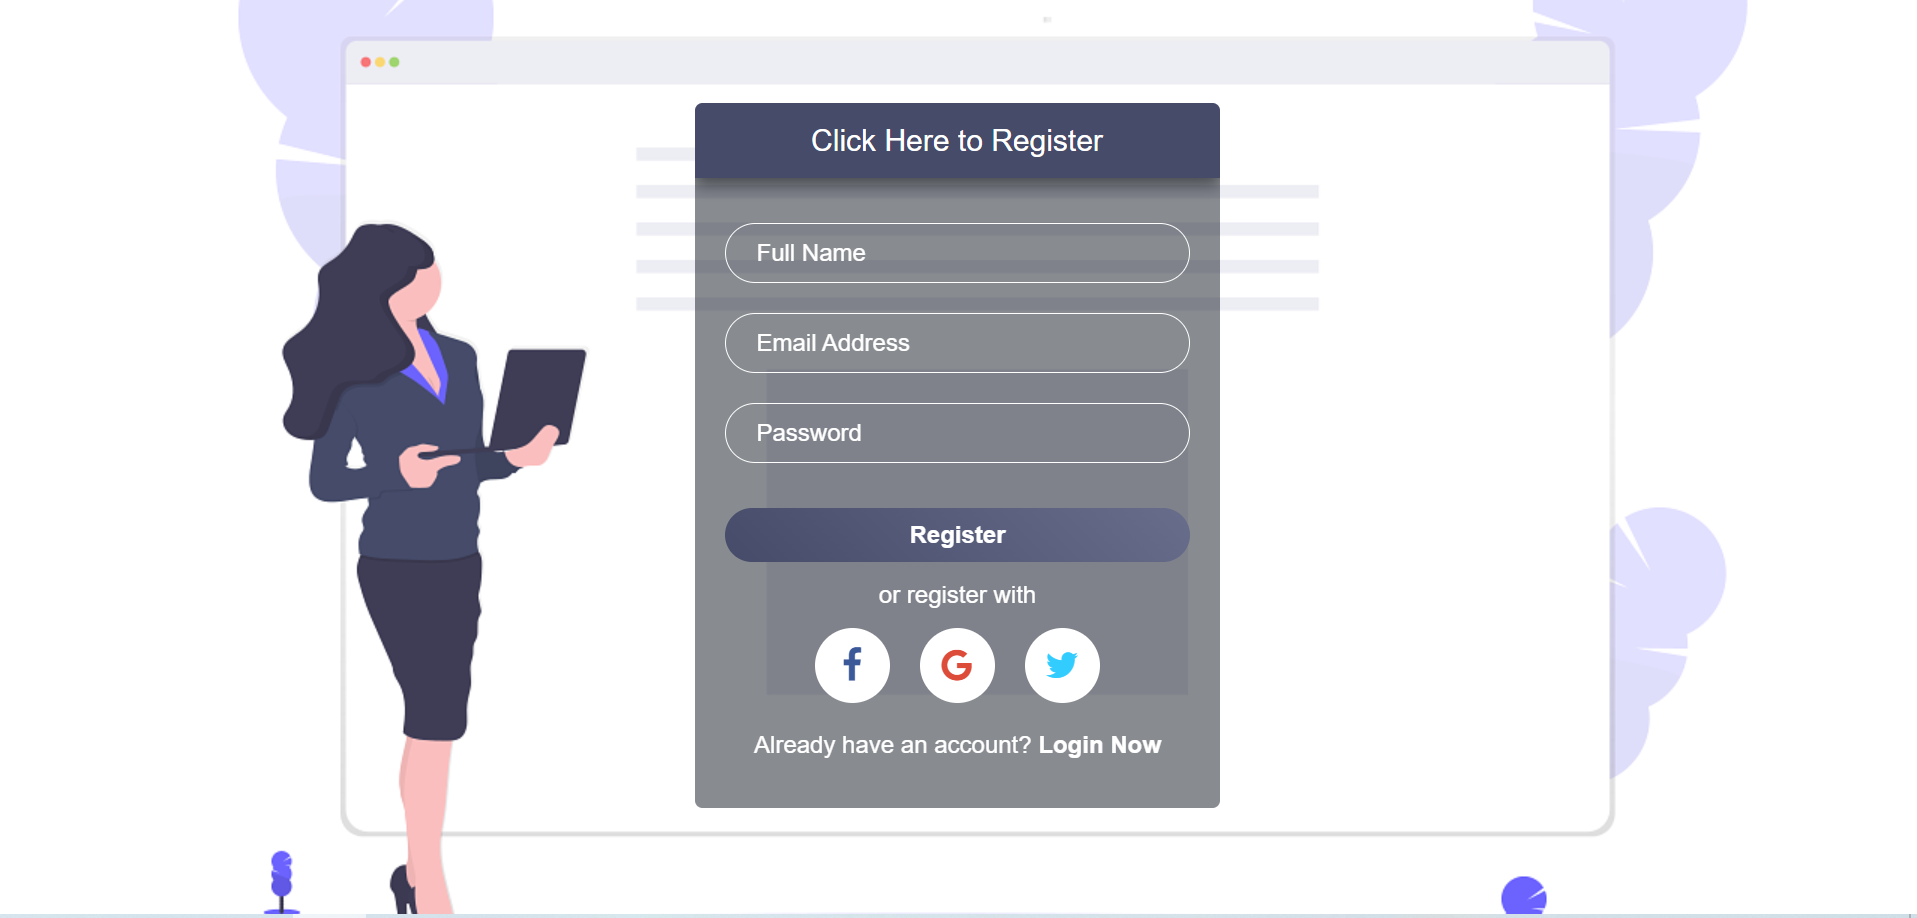 Click Here to Register
Full Name
Email Address
Password
Register
or register with
Already have an account? Login Now